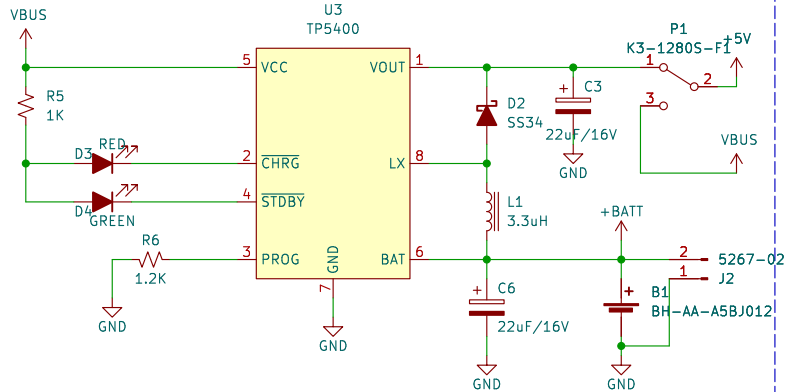 U3
TP5400
VBUS
P1
K3-1280S-F1
+5V
5
VCC
VOUT
1
1
2
3
R5
1K
D2
SS34
C3
22uF/16V
GND
VBUS
RED
D3
2
CHRG
LX
8
D4
GREEN
4
STDBY
L1
3.3uH
+BATT
R6
1.2K
3
PROG
GND
7
BAT
6
2
1
5267-02
J2
C6
22uF/16V
B1
BH-AA-A5BJ012
GND
GND
GND
GND